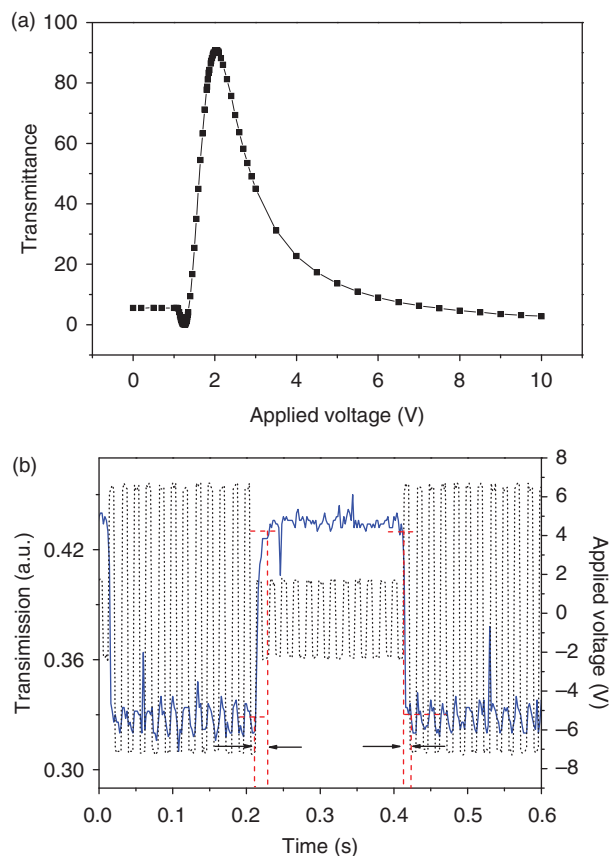 (a)
100
80
60
40
20
0
Transmittance
0 2 4 6 8 10
Applied voltage (V)
(b)
0.42
0.36
0.30
Transimission (a.u.)
8
6
4
2
0
−2
−4
−6
−8
Applied voltage (V)
0.0 0.1 0.2 0.3 0.4 0.5 0.6
Time (s)